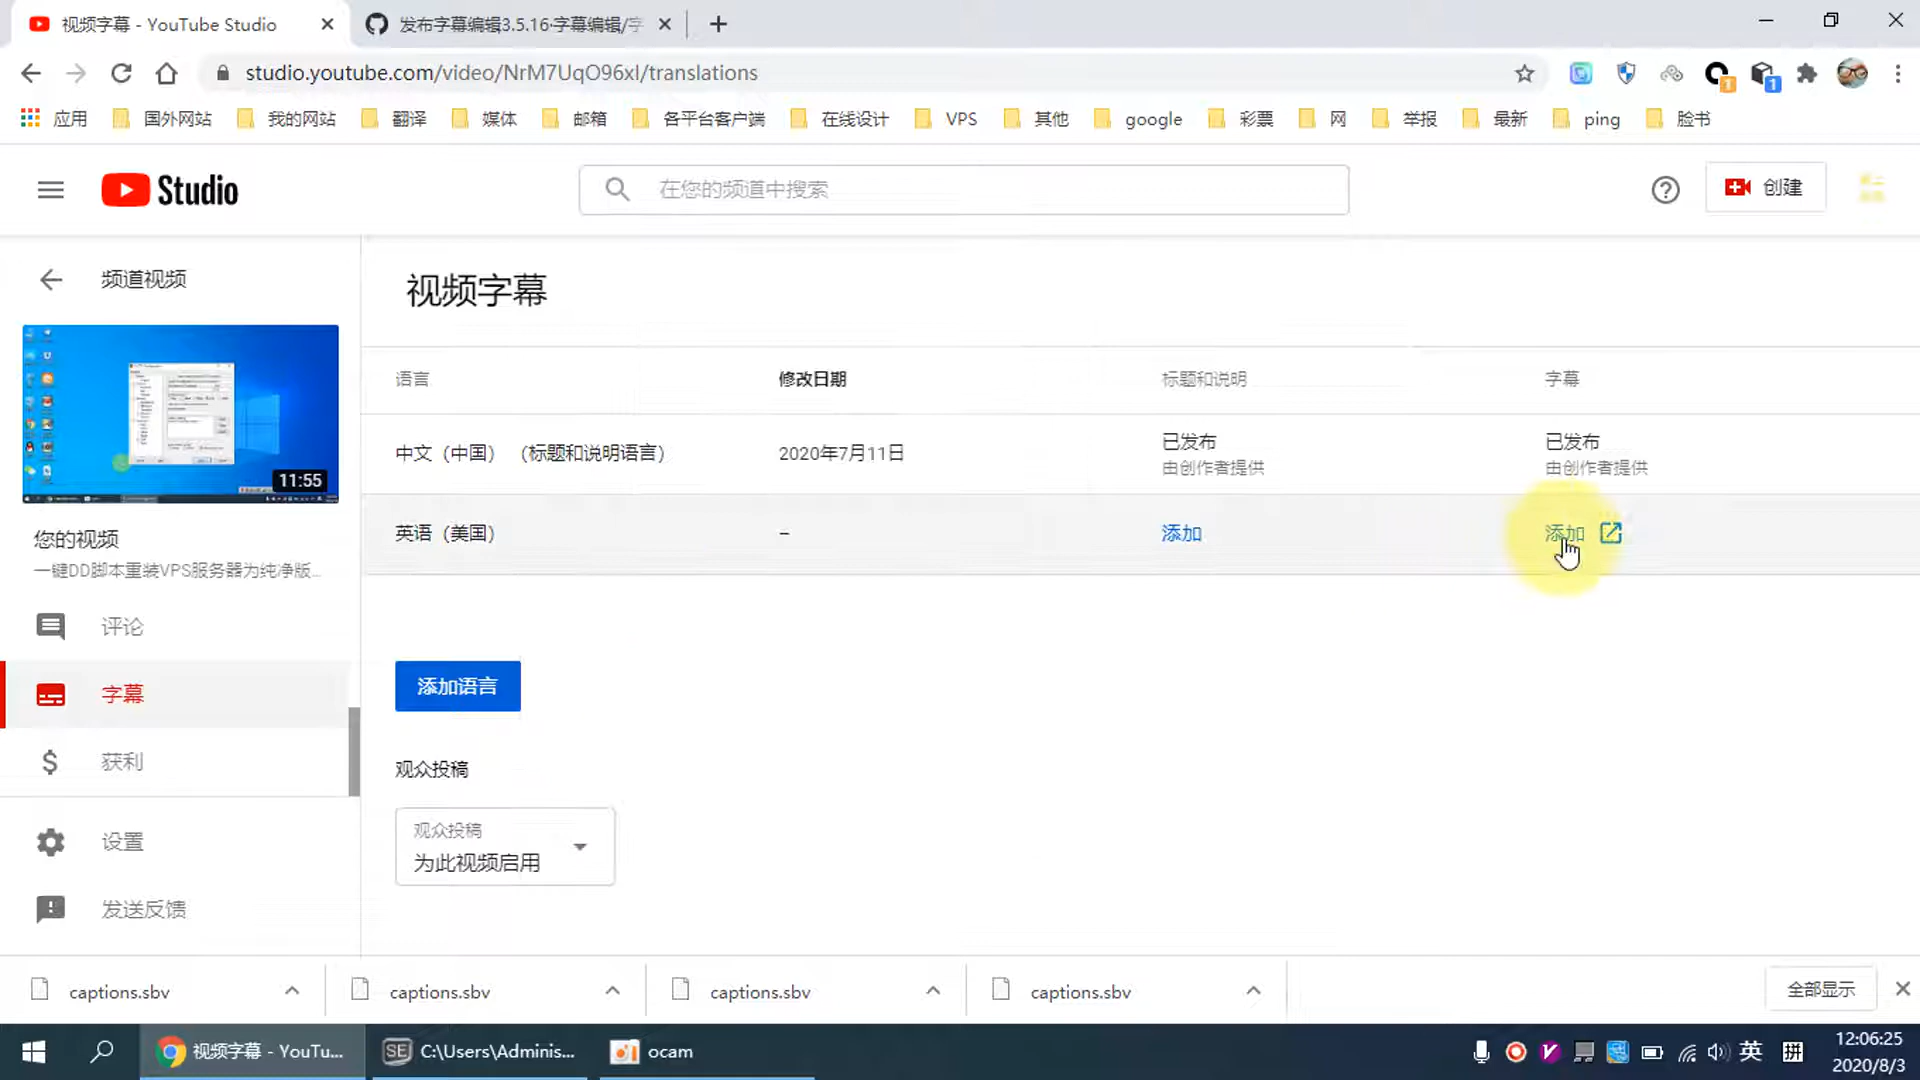 视频字幕 - YouTube Studio
发布字幕编辑3.5.16·字幕编辑/字
studio.youtube.com/video/NrM7UqO96xI/translations
应用 国外网站 我的网站 翻译 媒体 邮箱 各平台客户端 在线设计 VPS 其他 google 彩票 网 举报 最新 ping 脸书
Studio
在您的频道中搜索
创建
频道视频
视频字幕
语言 修改日期 标题和说明 字幕
中文（中国）（标题和说明语言） 2020年7月11日 已发布 已发布
由创作者提供 由创作者提供
11:55
英语（美国） – 添加 添加
您的视频
一键DD脚本重装VPS服务器为纯净版...
评论
字幕
添加语言
获利
观众投稿
观众投稿
为此视频启用
设置
发送反馈
captions.sbv captions.sbv captions.sbv captions.sbv 全部显示
视频字幕 - YouTu...
SE C:\Users\Adminis...
ocam
英
拼
12:06:25
2020/8/3